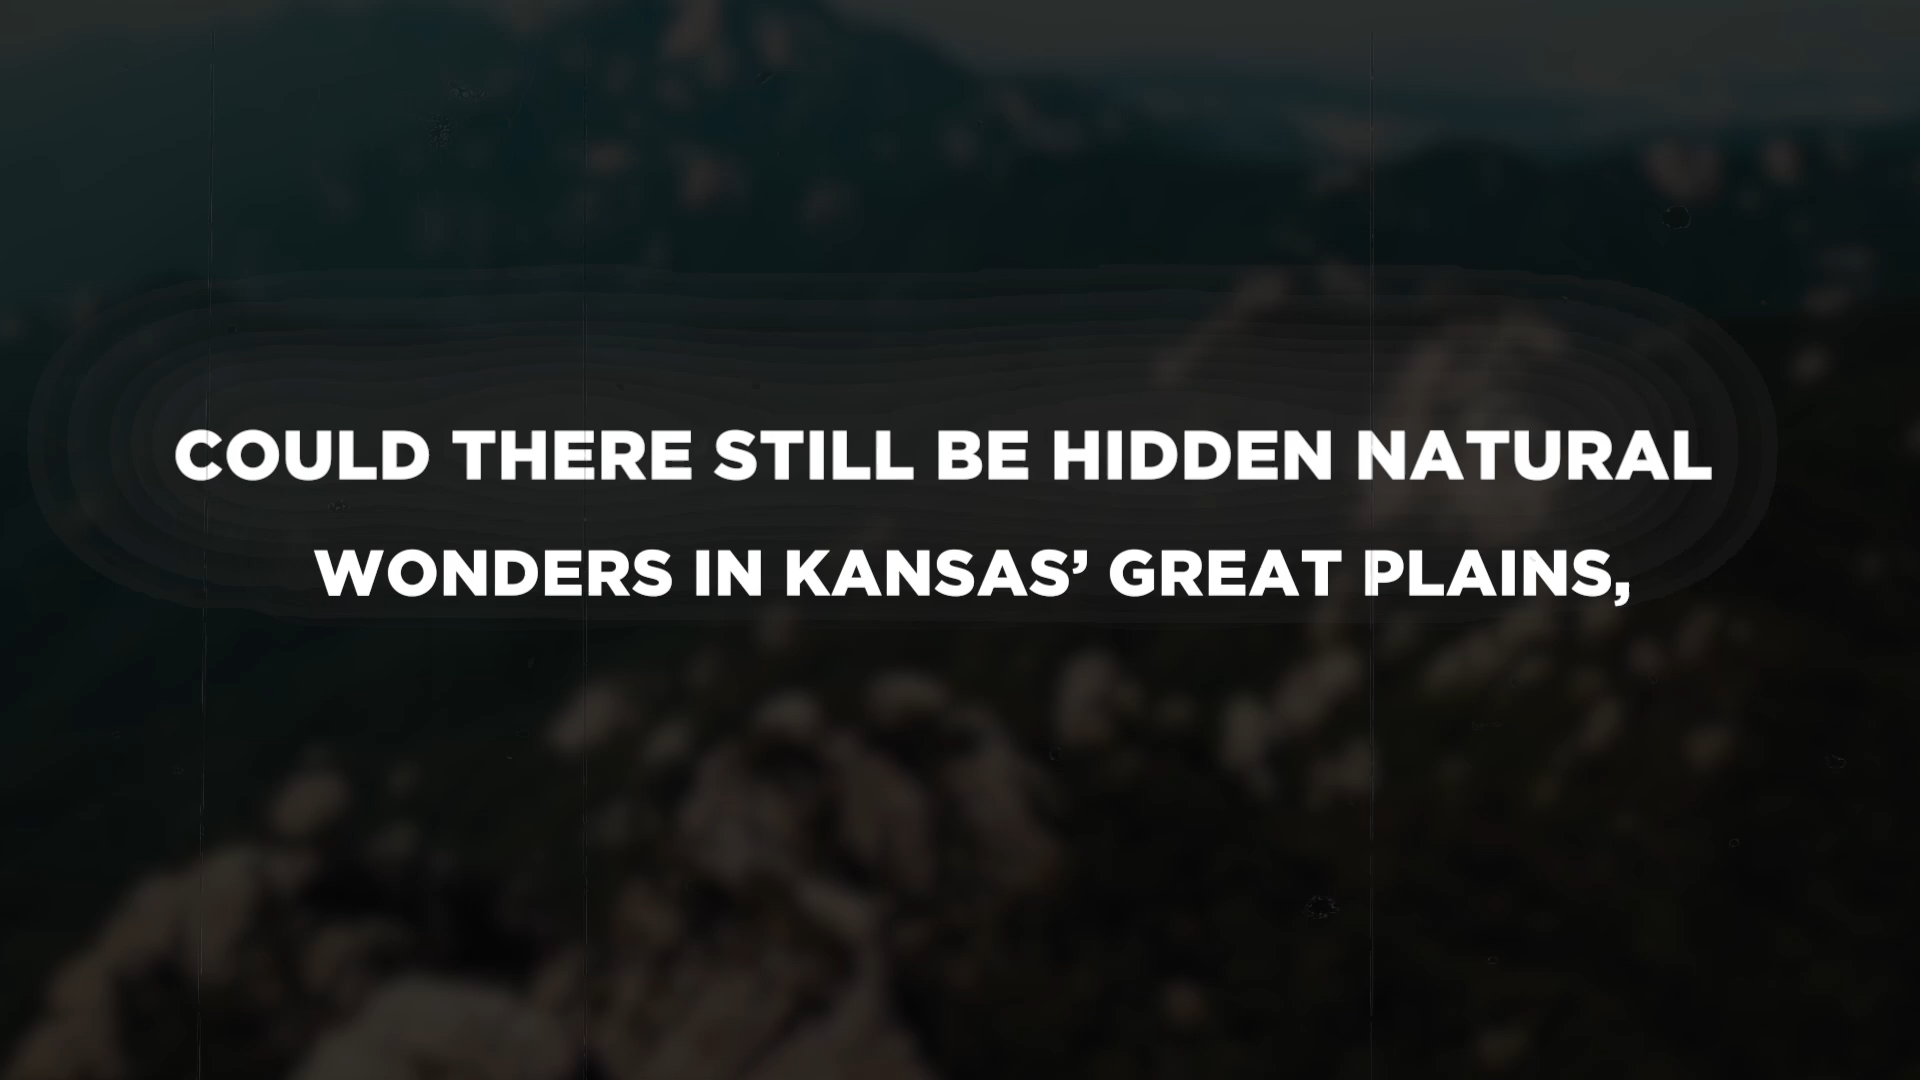 COULD THERE STILL BE HIDDEN NATURAL
WONDERS IN KANSAS’ GREAT PLAINS,